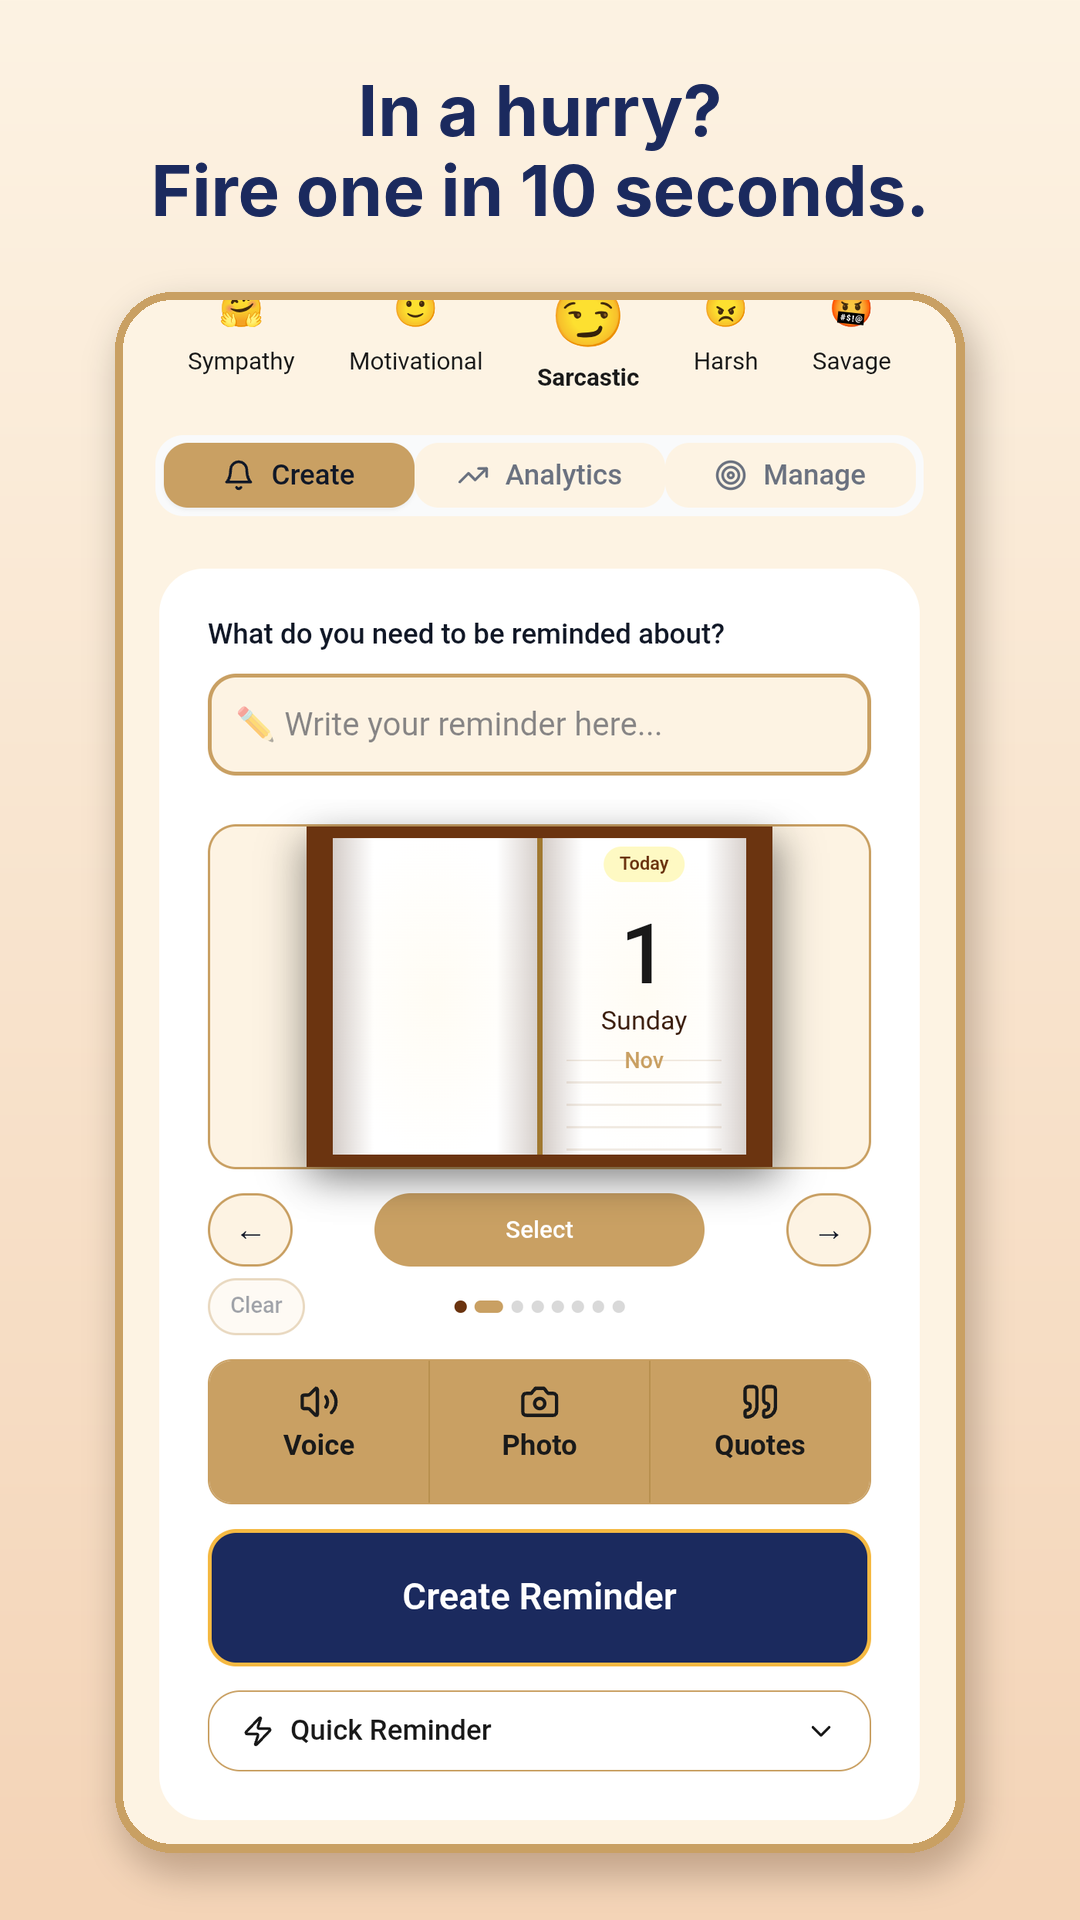 In a hurry?
Fire one in 10 seconds.
Sympathy Motivational Sarcastic Harsh Savage
Create Analytics Manage
What do you need to be reminded about?
✏️ Write your reminder here...
Today
1
Sunday
Nov
← Select →
Clear
Voice Photo Quotes
Create Reminder
Quick Reminder